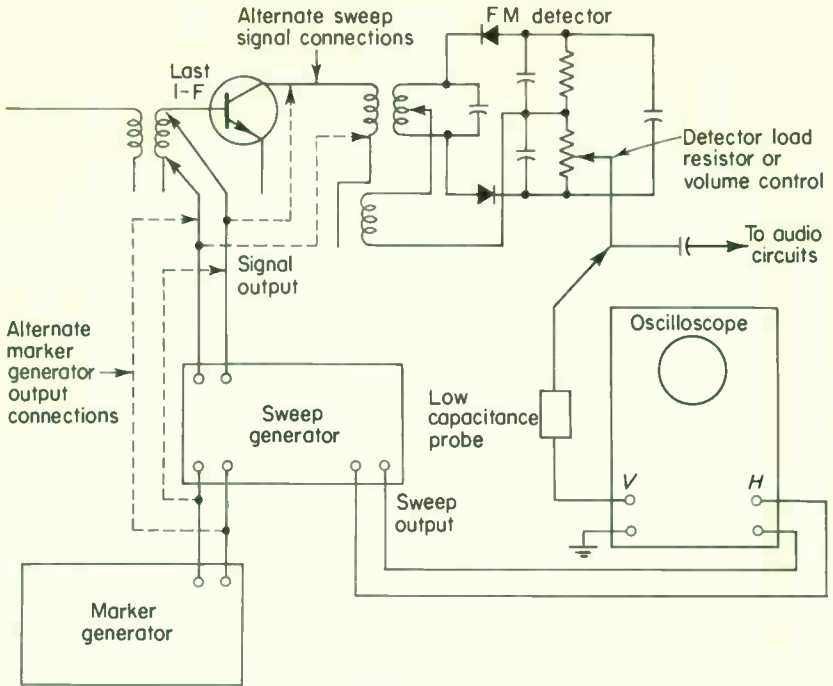 Alternate sweep
signal connections
FM detector
Last
I-F
Detector load
resistor or
volume control
To audio
circuits
Signal
output
Alternate
marker
generator
output
connections
Oscilloscope
Low
capacitance
probe
Sweep
generator
V
H
Sweep
output
Marker
generator